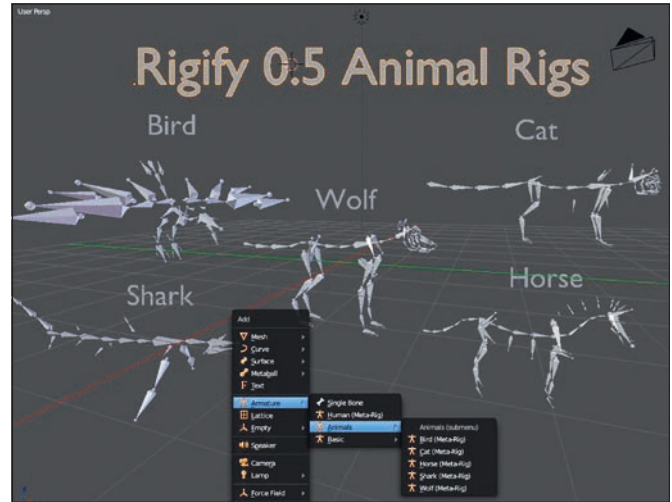 User Persp
Rigify 0.5 Animal Rigs
Bird
Cat
Wolf
Shark
Horse
Add
Mesh
Curve
Surface
Metaball
Text
Armature
Lattice
Empty
Speaker
Camera
Lamp
Force Field
Single Bone
Human (Meta-Rig)
Animals
Basic
Animals (submenu)
Bird (Meta-Rig)
Cat (Meta-Rig)
Horse (Meta-Rig)
Shark (Meta-Rig)
Wolf (Meta-Rig)